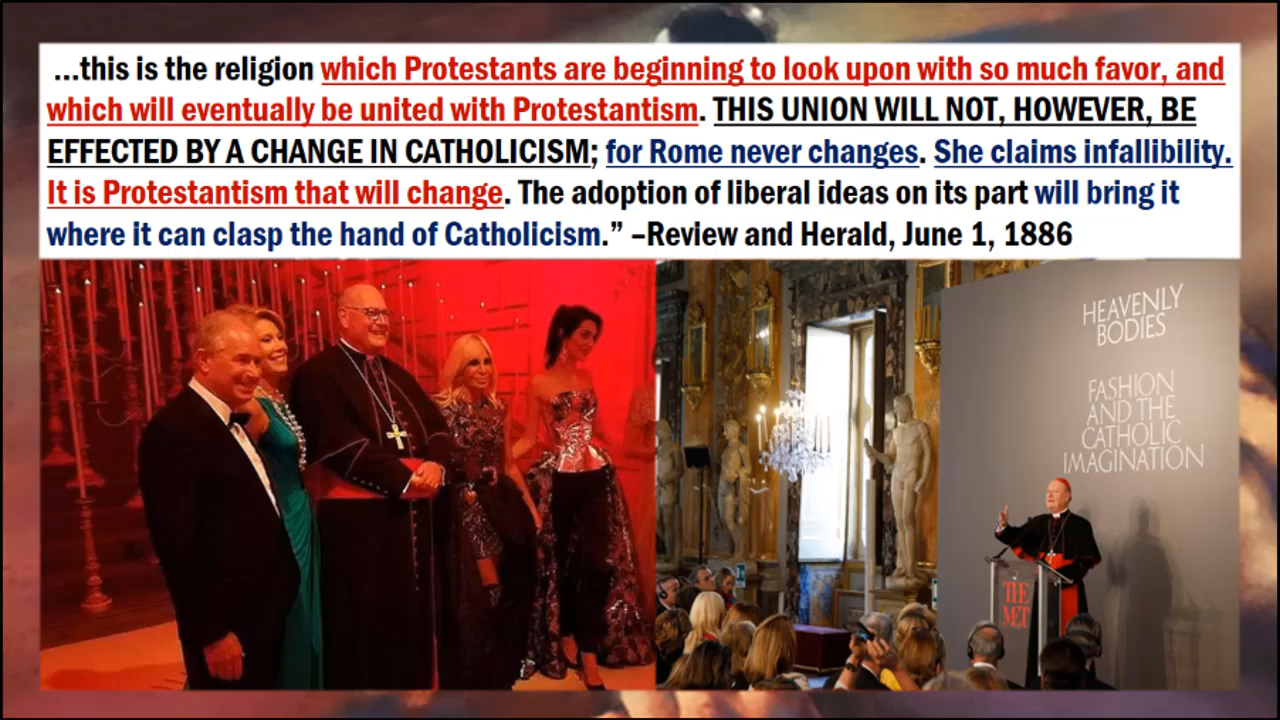 ...this is the religion which Protestants are beginning to look upon with so much favor, and
which will eventually be united with Protestantism. THIS UNION WILL NOT, HOWEVER, BE
EFFECTED BY A CHANGE IN CATHOLICISM; for Rome never changes. She claims infallibility.
It is Protestantism that will change. The adoption of liberal ideas on its part will bring it
where it can clasp the hand of Catholicism.” –Review and Herald, June 1, 1886
HEAVENLY
BODIES
FASHION
AND THE
CATHOLIC
IMAGINATION
THE
MET